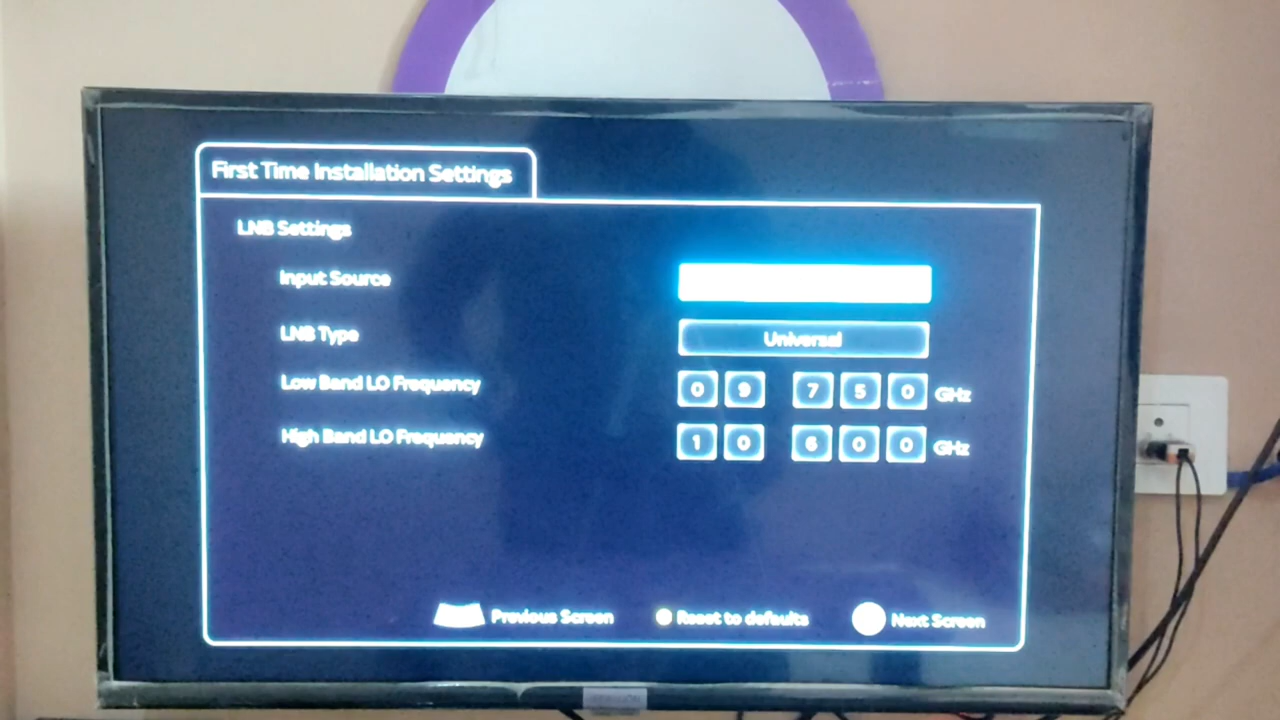 First Time Installation Settings
LNB Settings
Input Source
LNB Type Universal
Low Band LO Frequency 0 9 7 5 0 GHz
High Band LO Frequency 1 0 6 0 0 GHz
Previous Screen Reset to defaults Next Screen